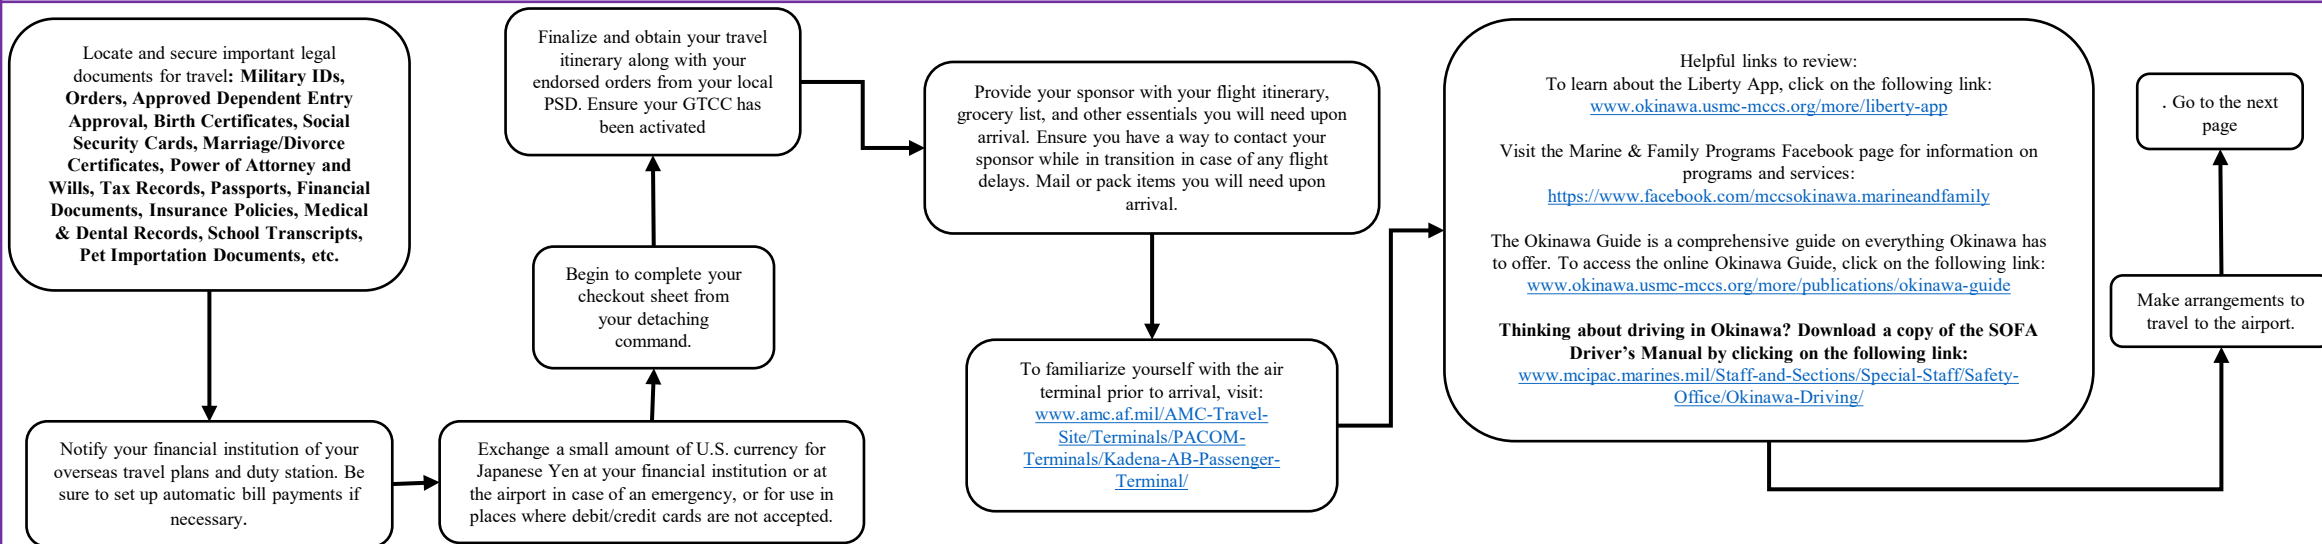 Locate and secure important legal
documents for travel: Military IDs,
Orders, Approved Dependent Entry
Approval, Birth Certificates, Social
Security Cards, Marriage/Divorce
Certificates, Power of Attorney and
Wills, Tax Records, Passports, Financial
Documents, Insurance Policies, Medical
& Dental Records, School Transcripts,
Pet Importation Documents, etc.
Notify your financial institution of your
overseas travel plans and duty station. Be
sure to set up automatic bill payments if
necessary.
Exchange a small amount of U.S. currency for
Japanese Yen at your financial institution or at
the airport in case of an emergency, or for use in
places where debit/credit cards are not accepted.
Begin to complete your
checkout sheet from
your detaching
command.
Finalize and obtain your travel
itinerary along with your
endorsed orders from your local
PSD. Ensure your GTCC has
been activated
Provide your sponsor with your flight itinerary,
grocery list, and other essentials you will need upon
arrival. Ensure you have a way to contact your
sponsor while in transition in case of any flight
delays. Mail or pack items you will need upon
arrival.
To familiarize yourself with the air
terminal prior to arrival, visit:
www.amc.af.mil/AMC-Travel-
Site/Terminals/PACOM-
Terminals/Kadena-AB-Passenger-
Terminal/
Helpful links to review:
To learn about the Liberty App, click on the following link:
www.okinawa.usmc-mccs.org/more/liberty-app
Visit the Marine & Family Programs Facebook page for information on
programs and services:
https://www.facebook.com/mccsokinawa.marineandfamily
The Okinawa Guide is a comprehensive guide on everything Okinawa has
to offer. To access the online Okinawa Guide, click on the following link:
www.okinawa.usmc-mccs.org/more/publications/okinawa-guide
Thinking about driving in Okinawa? Download a copy of the SOFA
Driver's Manual by clicking on the following link:
www.mcipac.marines.mil/Staff-and-Sections/Special-Staff/Safety-
Office/Okinawa-Driving/
Make arrangements to
travel to the airport.
. Go to the next
page